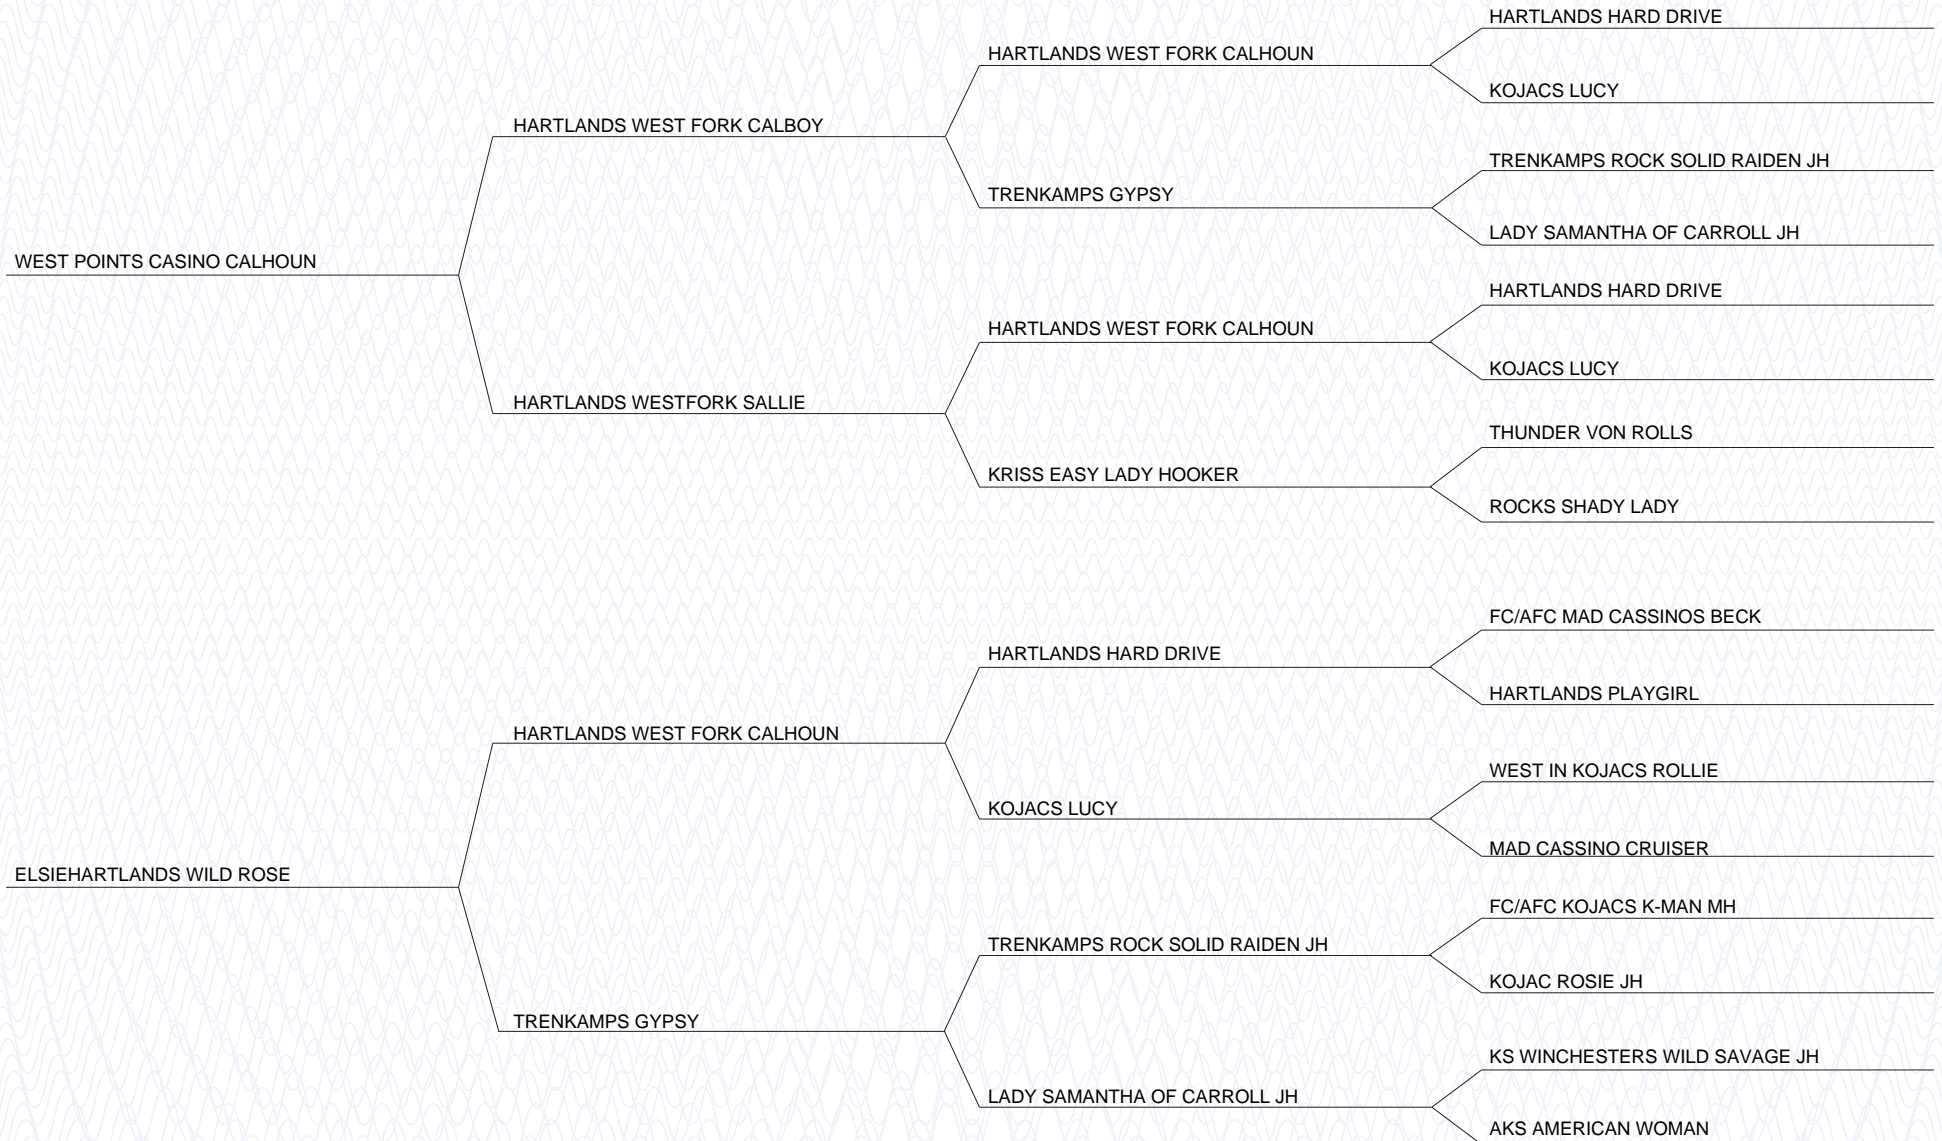 HARTLANDS HARD DRIVE
HARTLANDS WEST FORK CALHOUN
KOJACS LUCY
HARTLANDS WEST FORK CALBOY
TRENKAMPS ROCK SOLID RAIDEN JH
TRENKAMPS GYPSY
LADY SAMANTHA OF CARROLL JH
WEST POINTS CASINO CALHOUN
HARTLANDS HARD DRIVE
HARTLANDS WEST FORK CALHOUN
KOJACS LUCY
HARTLANDS WESTFORK SALLIE
THUNDER VON ROLLS
KRISS EASY LADY HOOKER
ROCKS SHADY LADY
FC/AFC MAD CASSINOS BECK
HARTLANDS HARD DRIVE
HARTLANDS PLAYGIRL
HARTLANDS WEST FORK CALHOUN
WEST IN KOJACS ROLLIE
KOJACS LUCY
MAD CASSINO CRUISER
ELSIEHARTLANDS WILD ROSE
FC/AFC KOJACS K-MAN MH
TRENKAMPS ROCK SOLID RAIDEN JH
KOJAC ROSIE JH
TRENKAMPS GYPSY
KS WINCHESTERS WILD SAVAGE JH
LADY SAMANTHA OF CARROLL JH
AKS AMERICAN WOMAN